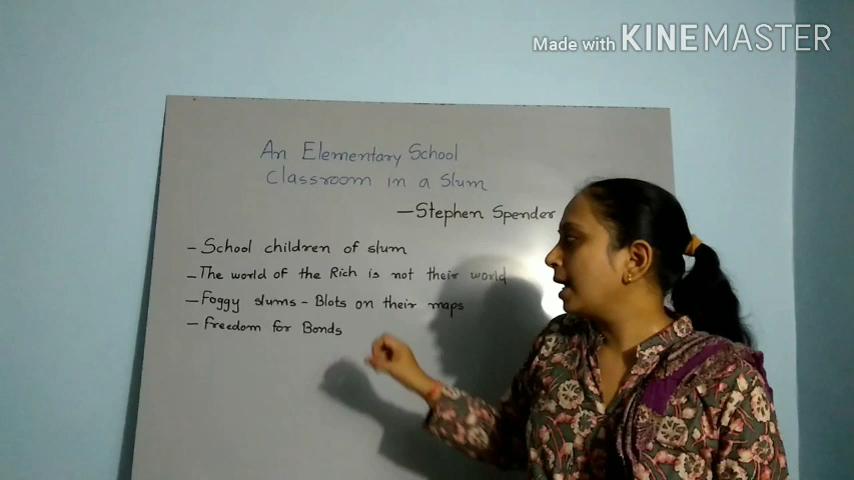 Made with KINEMASTER
An Elementary School
Classroom in a Slum
- Stephen Spender
- School children of slum
- The world of the Rich is not their world
- Foggy slums - Blots on their maps
- Freedom for Bonds